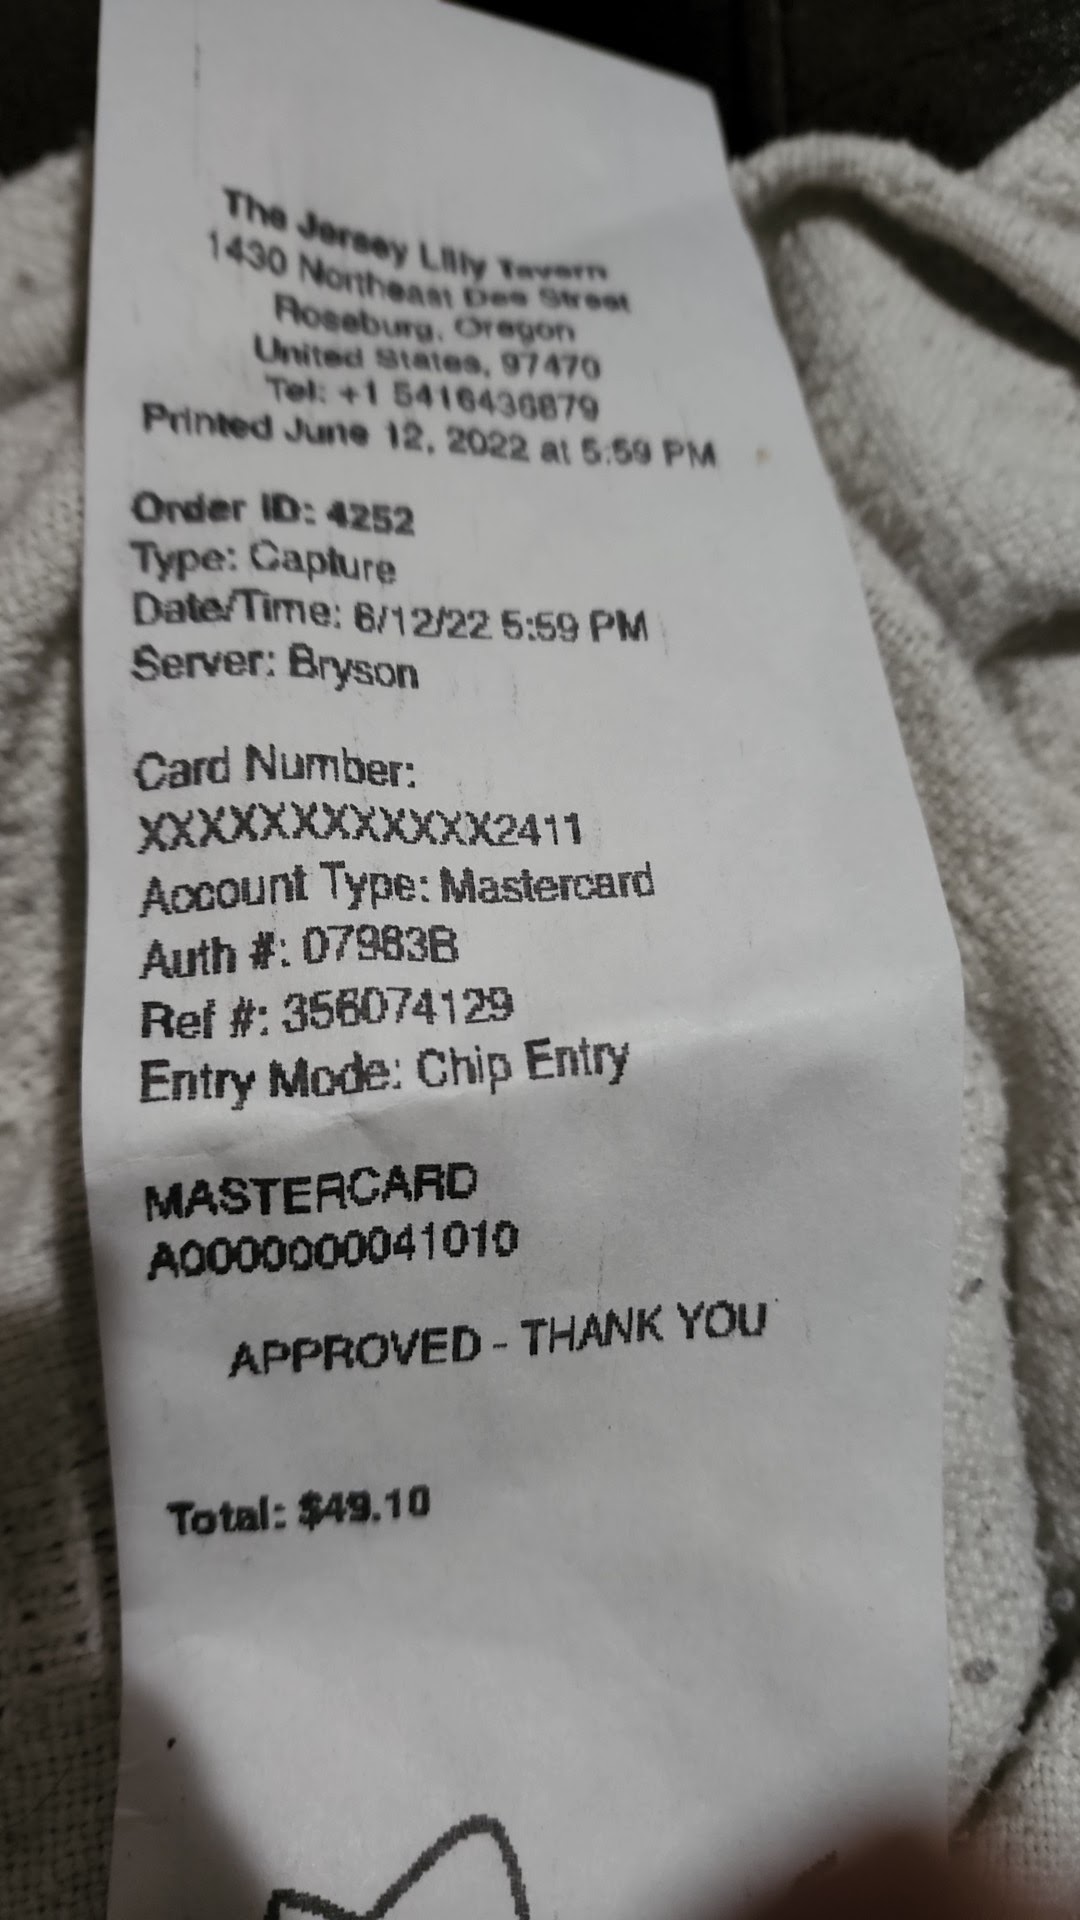 The Jersey Lilly Tavern
1430 Northeast Dee Street
Roseburg, Oregon
United States, 97470
Tel: +1 5416436879
Printed June 12, 2022 at 5:59 PM
Order ID: 4252
Type: Capture
Date/Time: 6/12/22 5:59 PM
Server: Bryson
Card Number:
XXXXXXXXXXXX2411
Account Type: Mastercard
Auth #: 07983B
Ref #: 356074129
Entry Mode: Chip Entry
MASTERCARD
A0000000041010
APPROVED - THANK YOU
Total: $49.10